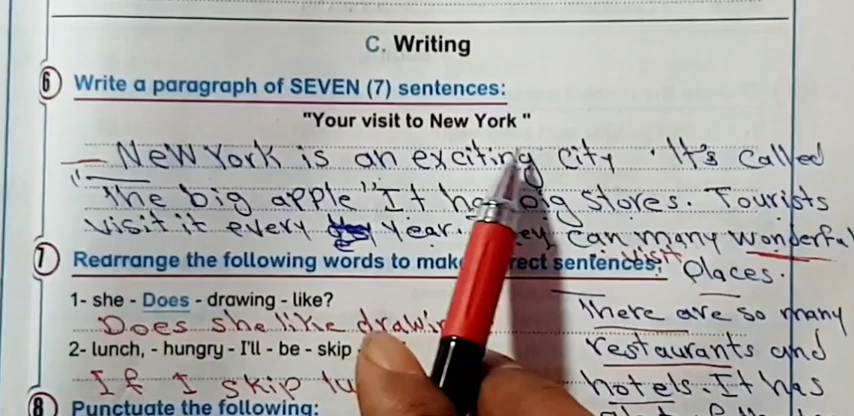 C. Writing
6 Write a paragraph of SEVEN (7) sentences:
"Your visit to New York "
New York is an exciting city . It's called
"The big apple" It has big stores. Tourists
visit it every year. They can many wonderful
visit places.
7 Rearrange the following words to make correct sentences:
1- she - Does - drawing - like?
Does she like
2- lunch, - hungry - I'll - be - skip
If I skip
There are so many
restaurants and
hotels. It has
8 Punctuate the following: